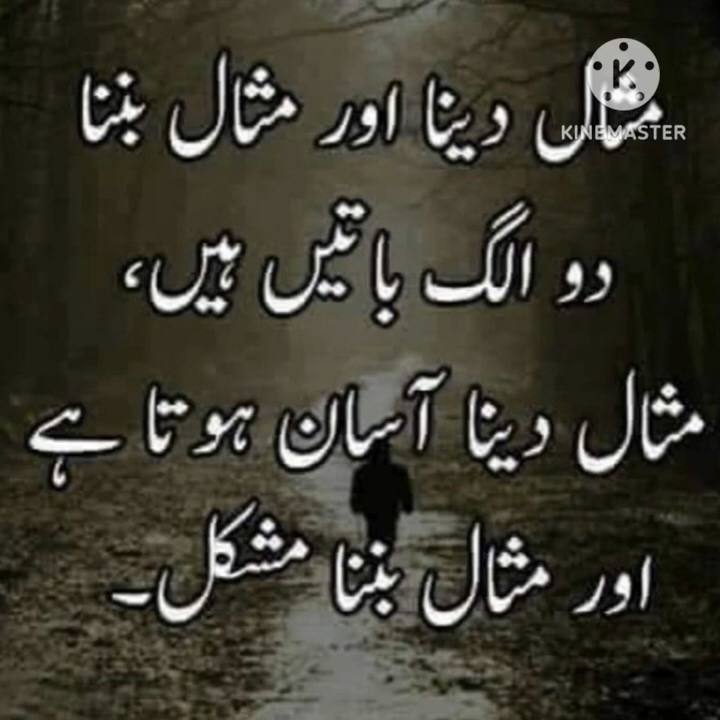 مثال دینا اور مثال بننا
KINEMASTER
دو الگ باتیں ہیں،
مثال دینا آسان ہوتا ہے
اور مثال بننا مشکل۔